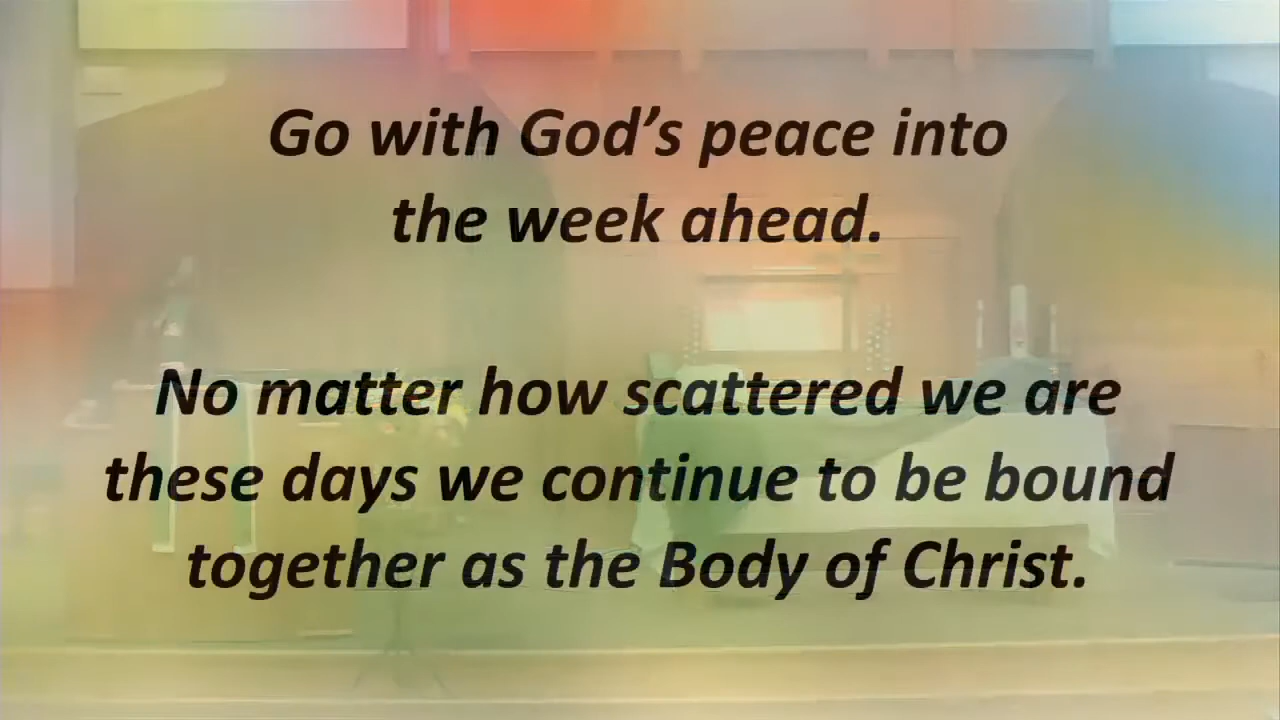 Go with God’s peace into
the week ahead.
No matter how scattered we are
these days we continue to be bound
together as the Body of Christ.